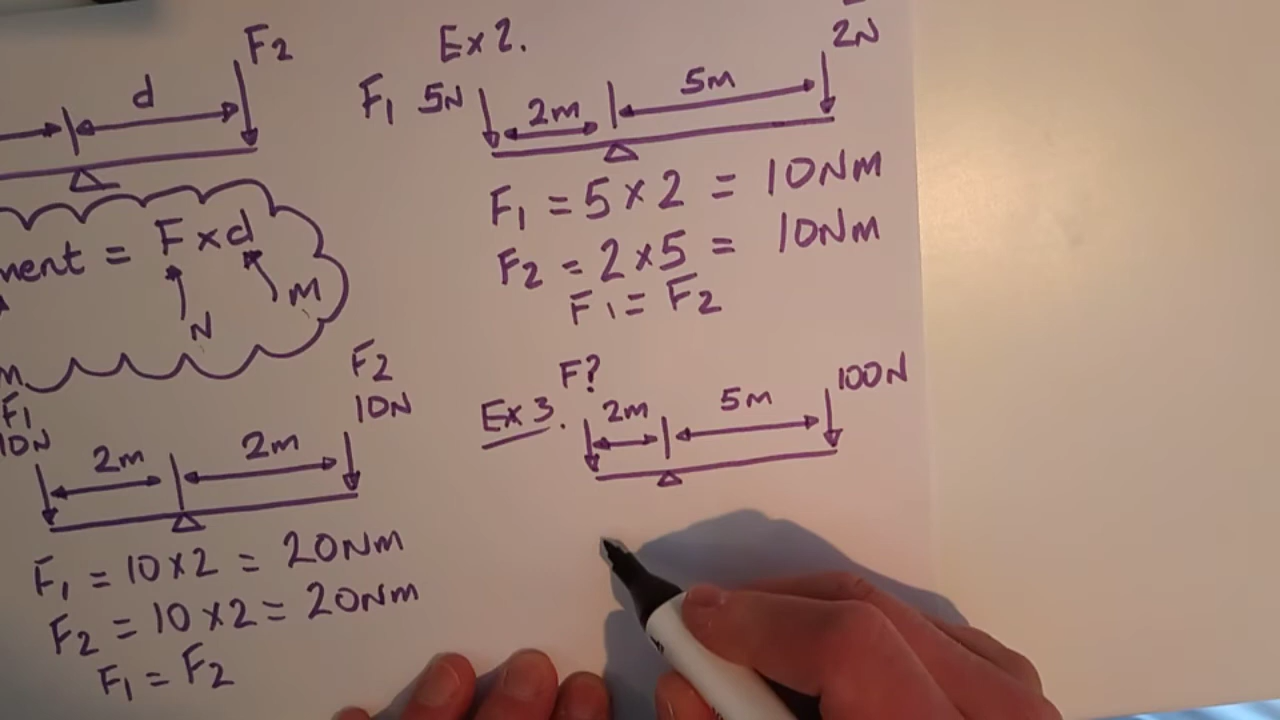 F2
d
ment = F x d
N
M
F1
10N
F2
10N
2m
2m
F1 = 10 x 2 = 20Nm
F2 = 10 x 2 = 20Nm
F1 = F2
Ex 2.
F1 5N
2N
2m
5m
F1 = 5 x 2 = 10Nm
F2 = 2 x 5 = 10Nm
F1 = F2
Ex 3.
F?
100N
2m
5m